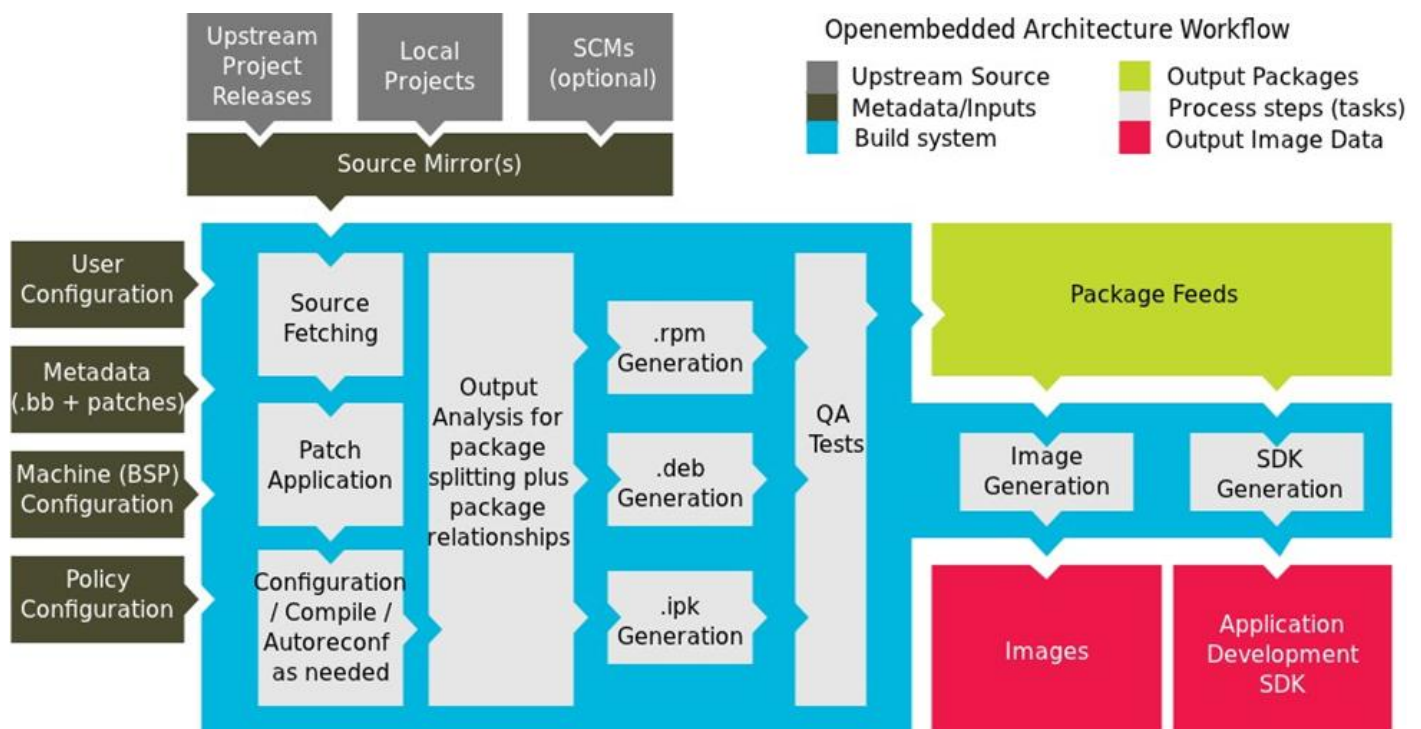 Upstream
Project
Releases
Local
Projects
SCMs
(optional)
Source Mirror(s)
Openembedded Architecture Workflow
Upstream Source
Metadata/Inputs
Build system
Output Packages
Process steps (tasks)
Output Image Data
User
Configuration
Metadata
(.bb + patches)
Machine (BSP)
Configuration
Policy
Configuration
Source
Fetching
Patch
Application
Configuration
/ Compile /
Autoreconf
as needed
Output
Analysis for
package
splitting plus
package
relationships
.rpm
Generation
.deb
Generation
.ipk
Generation
QA
Tests
Package Feeds
Image
Generation
SDK
Generation
Images
Application
Development
SDK